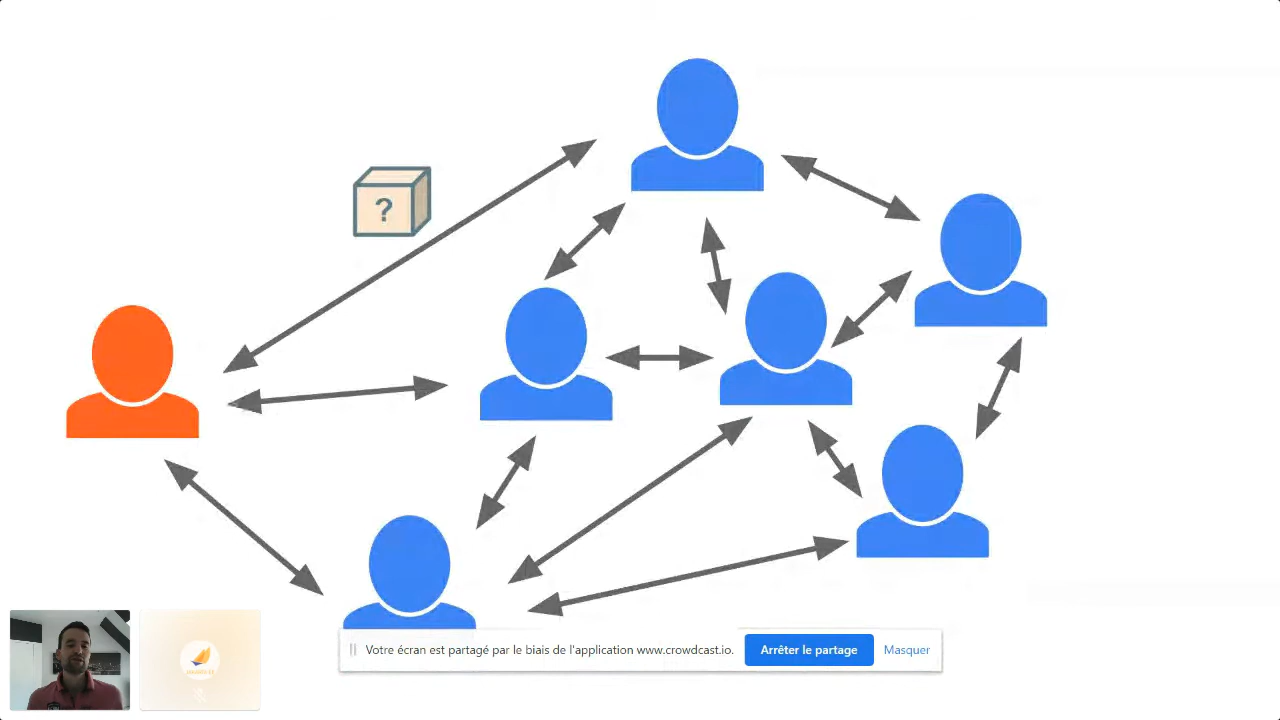 ?
Votre écran est partagé par le biais de l'application www.crowdcast.io.
Arrêter le partage
Masquer